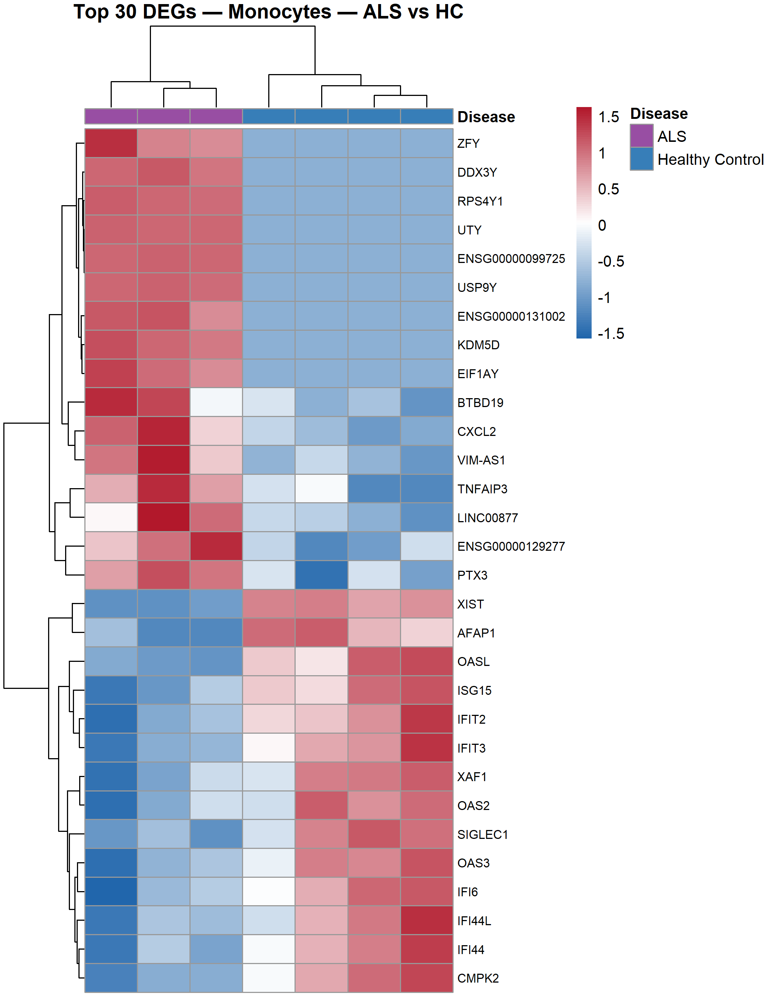 Top 30 DEGs — Monocytes — ALS vs HC
Disease
ZFY
DDX3Y
RPS4Y1
UTY
ENSG00000099725
USP9Y
ENSG00000131002
KDM5D
EIF1AY
BTBD19
CXCL2
VIM-AS1
TNFAIP3
LINC00877
ENSG00000129277
PTX3
XIST
AFAP1
OASL
ISG15
IFIT2
IFIT3
XAF1
OAS2
SIGLEC1
OAS3
IFI6
IFI44L
IFI44
CMPK2
1.5
1
0.5
0
-0.5
-1
-1.5
Disease
ALS
Healthy Control